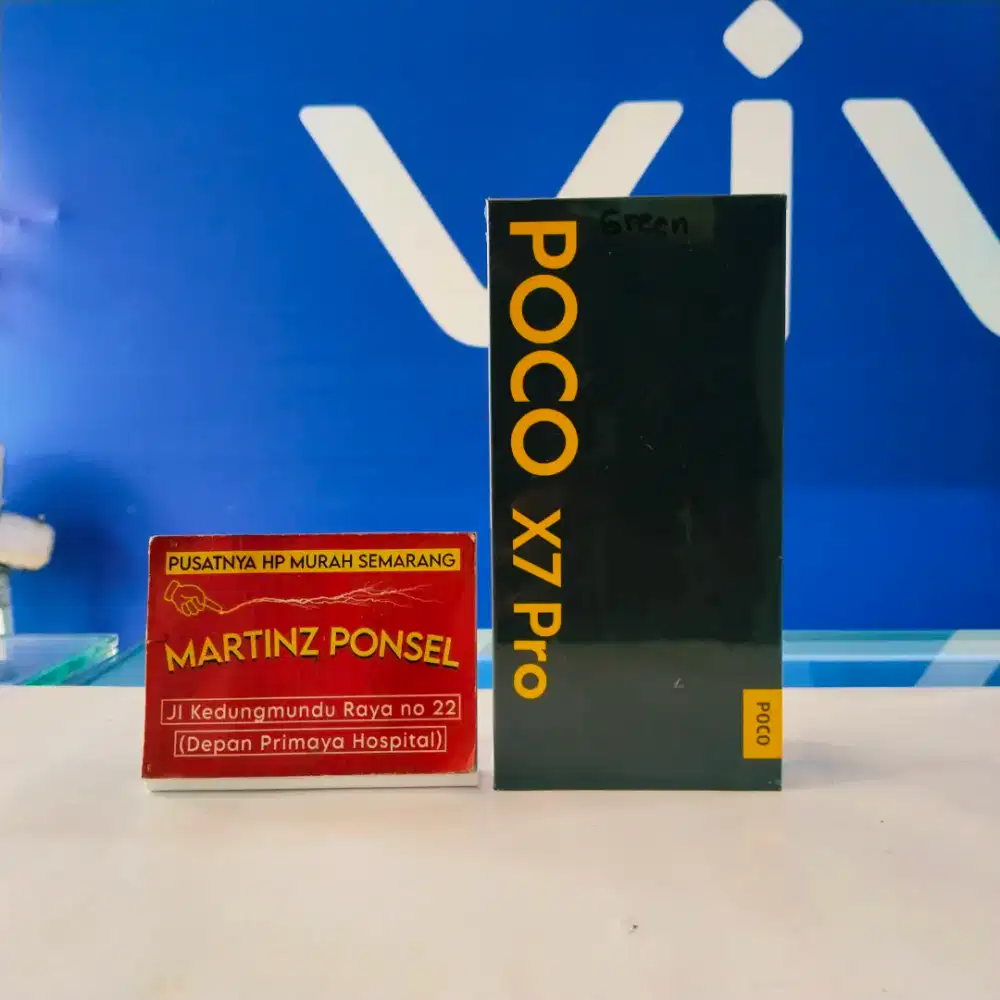 viv
Green
POCO X7 Pro
POCO
PUSATNYA HP MURAH SEMARANG
MARTINZ PONSEL
Jl Kedungmundu Raya no 22
(Depan Primaya Hospital)